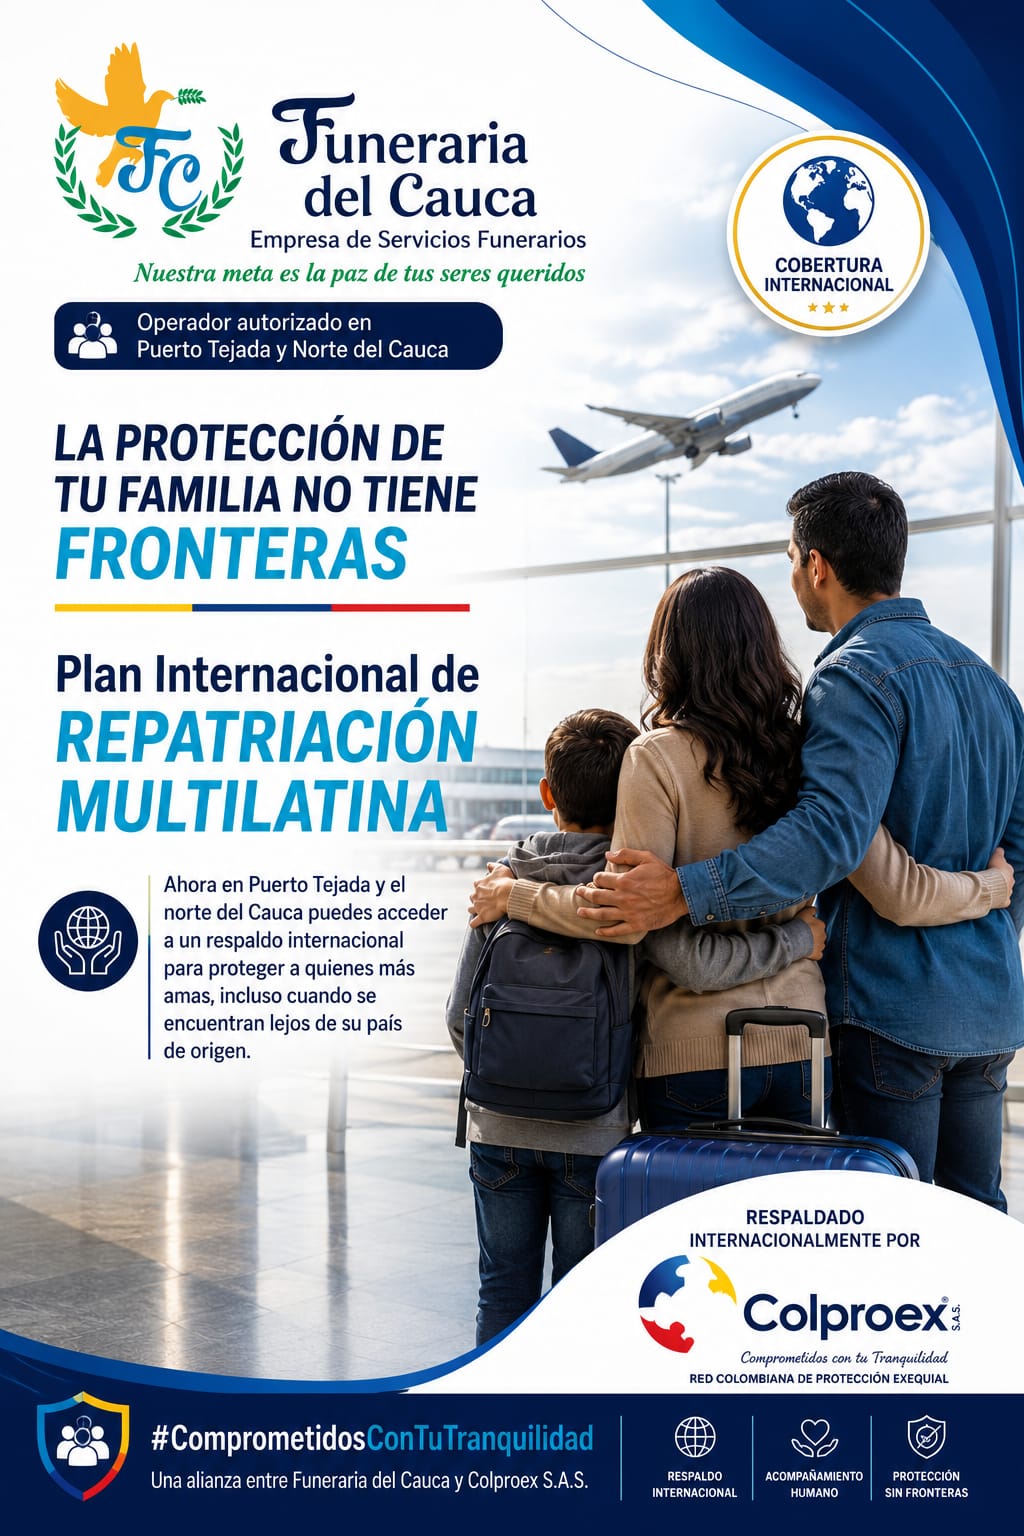 FC
Funeraria
del Cauca
Empresa de Servicios Funerarios
Nuestra meta es la paz de tus seres queridos
COBERTURA
INTERNACIONAL
Operador autorizado en
Puerto Tejada y Norte del Cauca
LA PROTECCIÓN DE
TU FAMILIA NO TIENE
FRONTERAS
Plan Internacional de
REPATRIACIÓN
MULTILATINA
Ahora en Puerto Tejada y el
norte del Cauca puedes acceder
a un respaldo internacional
para proteger a quienes más
amas, incluso cuando se
encuentran lejos de su país
de origen.
RESPALDADO
INTERNACIONALMENTE POR
Colproex® S.A.S.
Comprometidos con tu Tranquilidad
RED COLOMBIANA DE PROTECCIÓN EXEQUIAL
#ComprometidosConTuTranquilidad
Una alianza entre Funeraria del Cauca y Colproex S.A.S.
RESPALDO
INTERNACIONAL
ACOMPAÑAMIENTO
HUMANO
PROTECCIÓN
SIN FRONTERAS